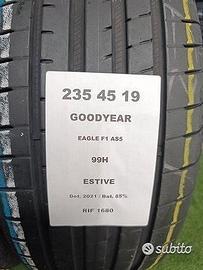 235 45 19
GOODYEAR
EAGLE F1 AS5
99H
ESTIVE
Dot. 2021 / Bat. 85%
RIF 1680
subito